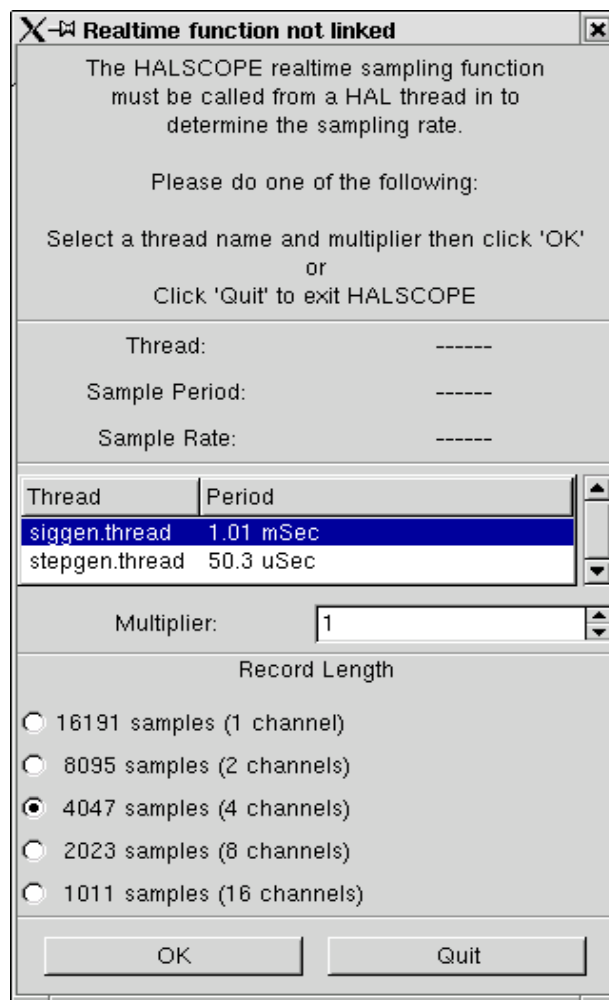 Realtime function not linked
The HALSCOPE realtime sampling function
must be called from a HAL thread in to
determine the sampling rate.
Please do one of the following:
Select a thread name and multiplier then click 'OK'
or
Click 'Quit' to exit HALSCOPE
Thread: ------
Sample Period: ------
Sample Rate: ------
Thread Period
siggen.thread 1.01 mSec
stepgen.thread 50.3 uSec
Multiplier: 1
Record Length
16191 samples (1 channel)
8095 samples (2 channels)
4047 samples (4 channels)
2023 samples (8 channels)
1011 samples (16 channels)
OK Quit